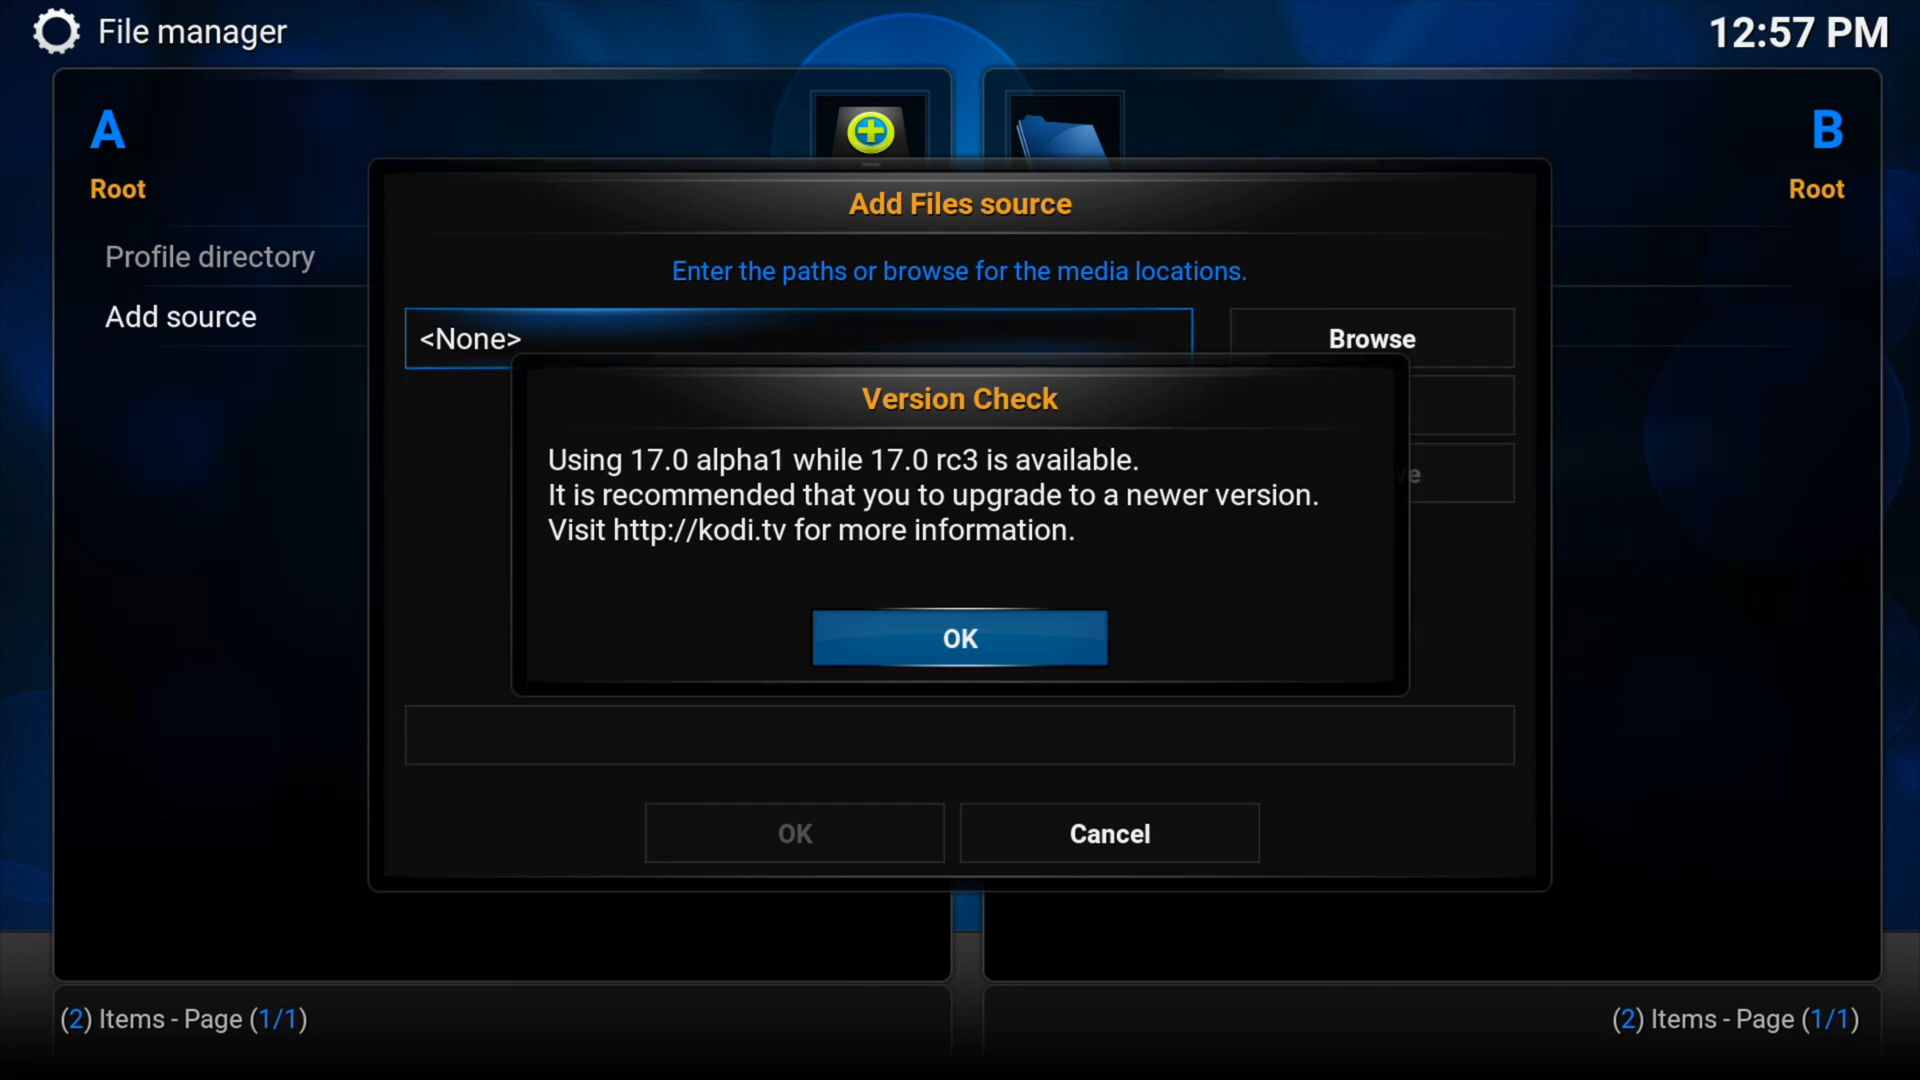 File manager
12:57 PM
A
B
Root
Root
Profile directory
Add source
Add Files source
Enter the paths or browse for the media locations.
<None>
Browse
Version Check
Using 17.0 alpha1 while 17.0 rc3 is available.
It is recommended that you to upgrade to a newer version.
Visit http://kodi.tv for more information.
OK
OK
Cancel
(2) Items - Page (1/1)
(2) Items - Page (1/1)